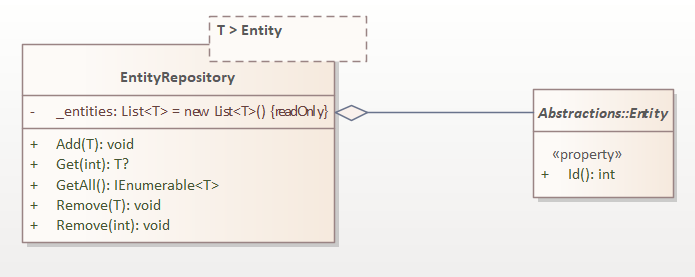 T > Entity
EntityRepository
- _entities: List<T> = new List<T>() {readOnly}
+ Add(T): void
+ Get(int): T?
+ GetAll(): IEnumerable<T>
+ Remove(T): void
+ Remove(int): void
Abstractions::Entity
«property»
+ Id(): int